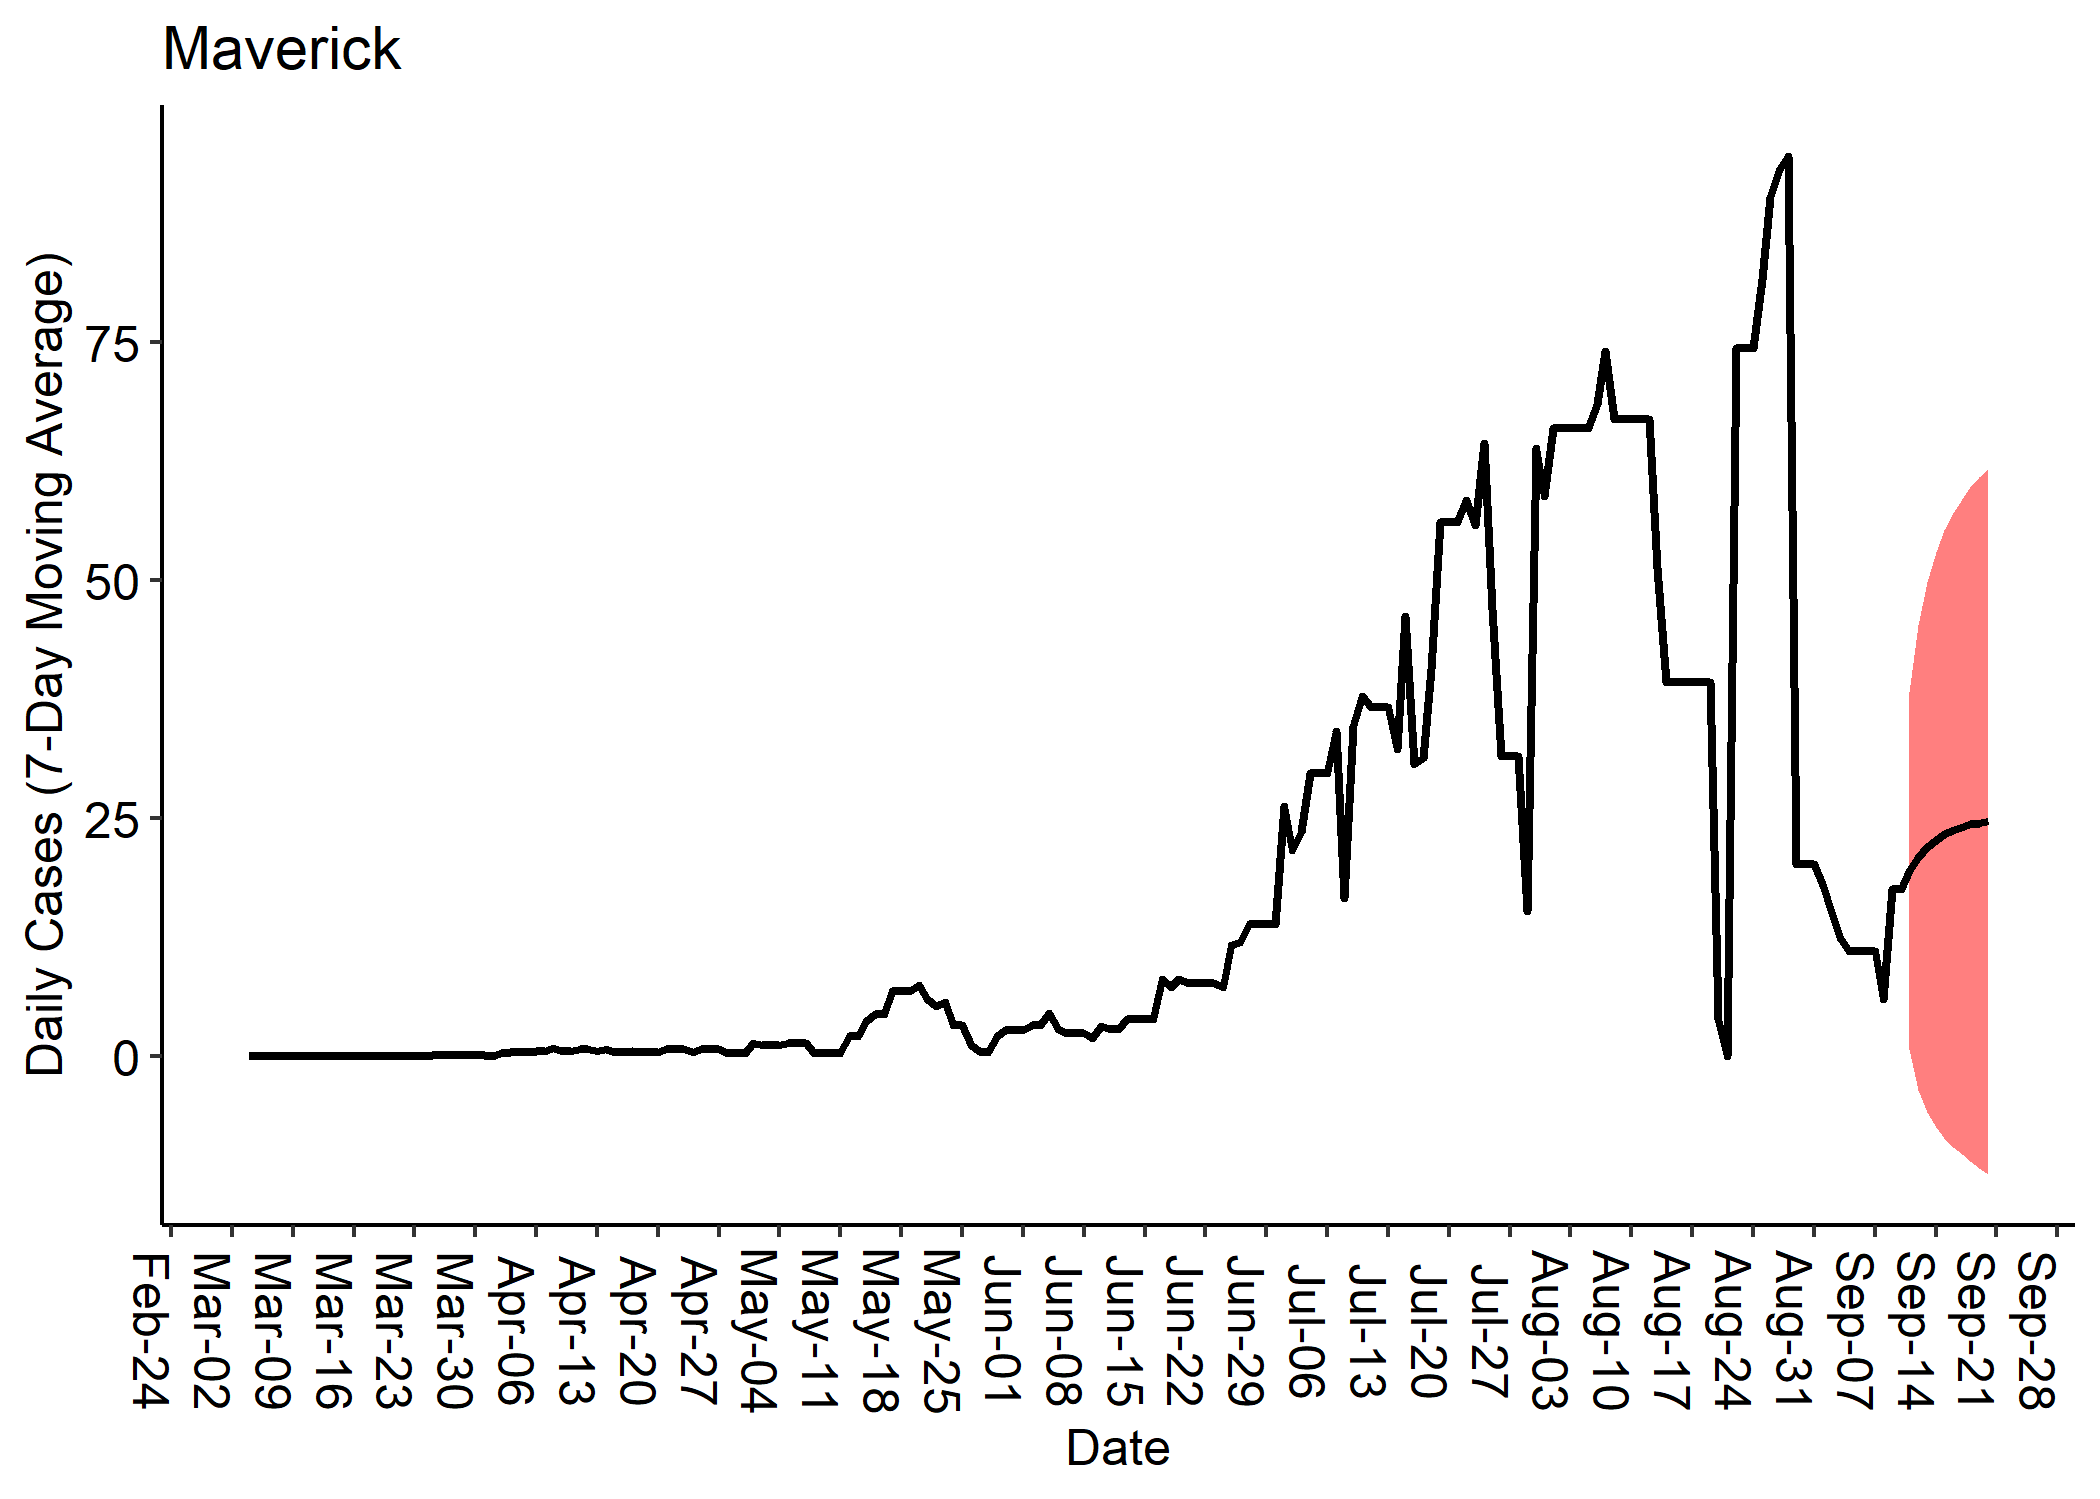 Maverick
Daily Cases (7-Day Moving Average)
75
50
25
0
Feb-24
Mar-02
Mar-09
Mar-16
Mar-23
Mar-30
Apr-06
Apr-13
Apr-20
Apr-27
May-04
May-11
May-18
May-25
Jun-01
Jun-08
Jun-15
Jun-22
Jun-29
Jul-06
Jul-13
Jul-20
Jul-27
Aug-03
Aug-10
Aug-17
Aug-24
Aug-31
Sep-07
Sep-14
Sep-21
Sep-28
Date